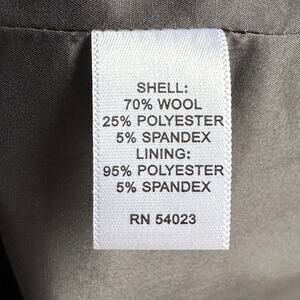 SHELL:
70% WOOL
25% POLYESTER
5% SPANDEX
LINING:
95% POLYESTER
5% SPANDEX
RN 54023